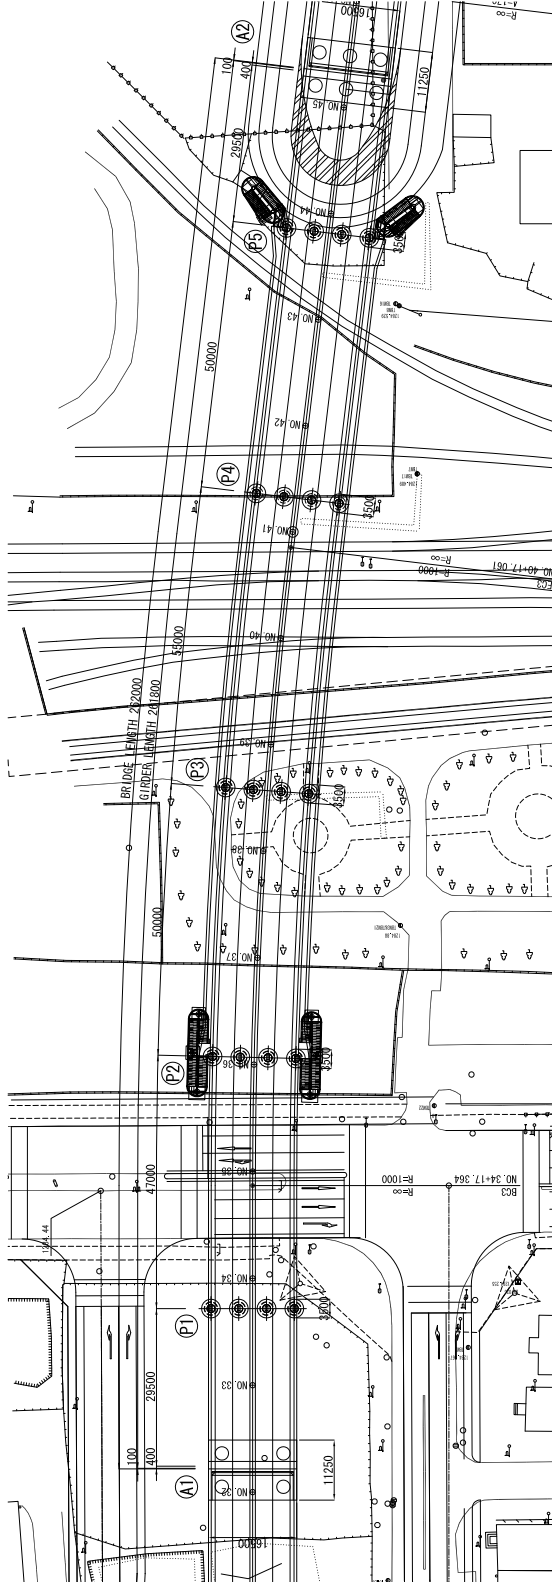 16500
R=∞
A2
100
400
11250
NO.45
29500
NO.44
P5
3500
NO.43
50000
NO.42
P4
3500
NO.41
R=∞
R=1000
NO.40+17.061
EC3
NO.40
55000
BRIDGE LENGTH 262000
GIRDER LENGTH 261800
NO.39
P3
3500
NO.38
50000
NO.37
P2
NO.36
3500
NO.35
47000
R=1000
R=∞
NO.34+17.364
BC3
NO.34
P1
3500
29500
NO.33
100
400
11250
A1
NO.32
16500